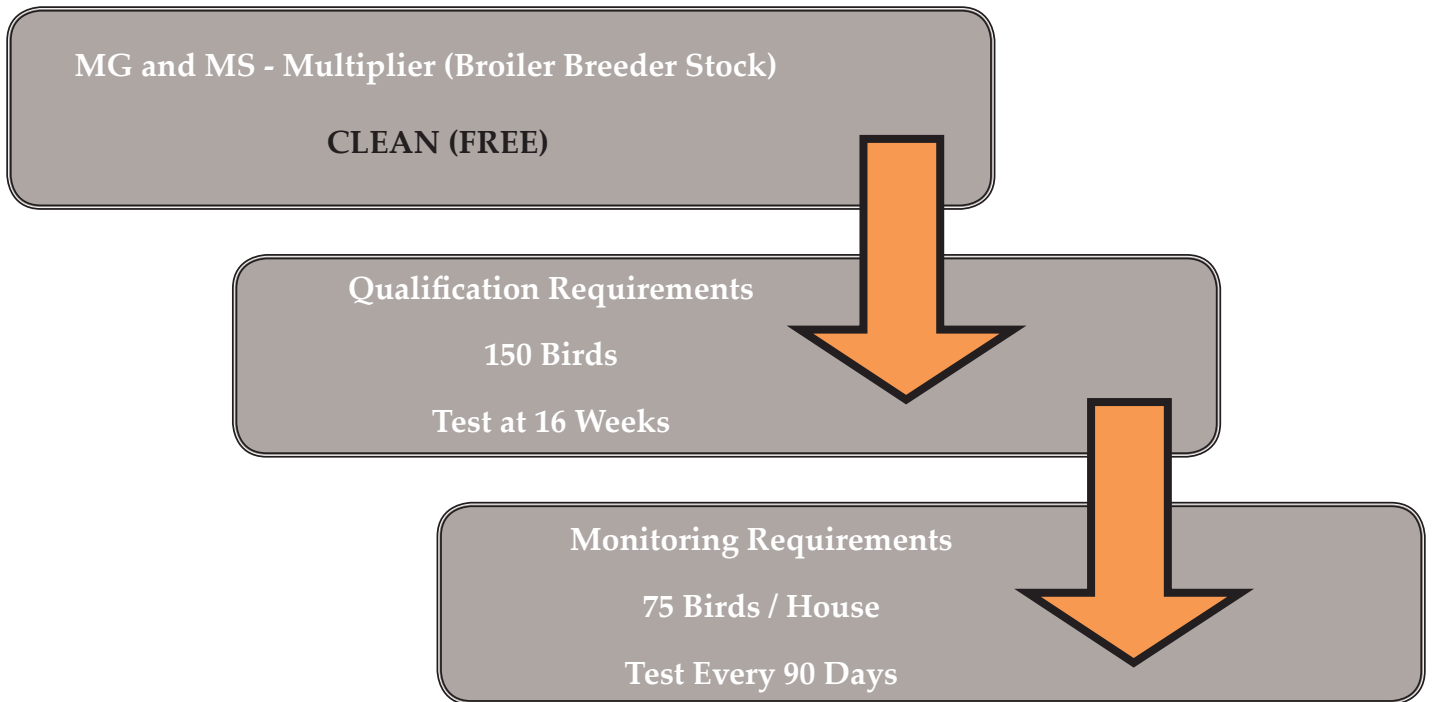 MG and MS - Multiplier (Broiler Breeder Stock)
CLEAN (FREE)
Qualification Requirements
150 Birds
Test at 16 Weeks
Monitoring Requirements
75 Birds / House
Test Every 90 Days